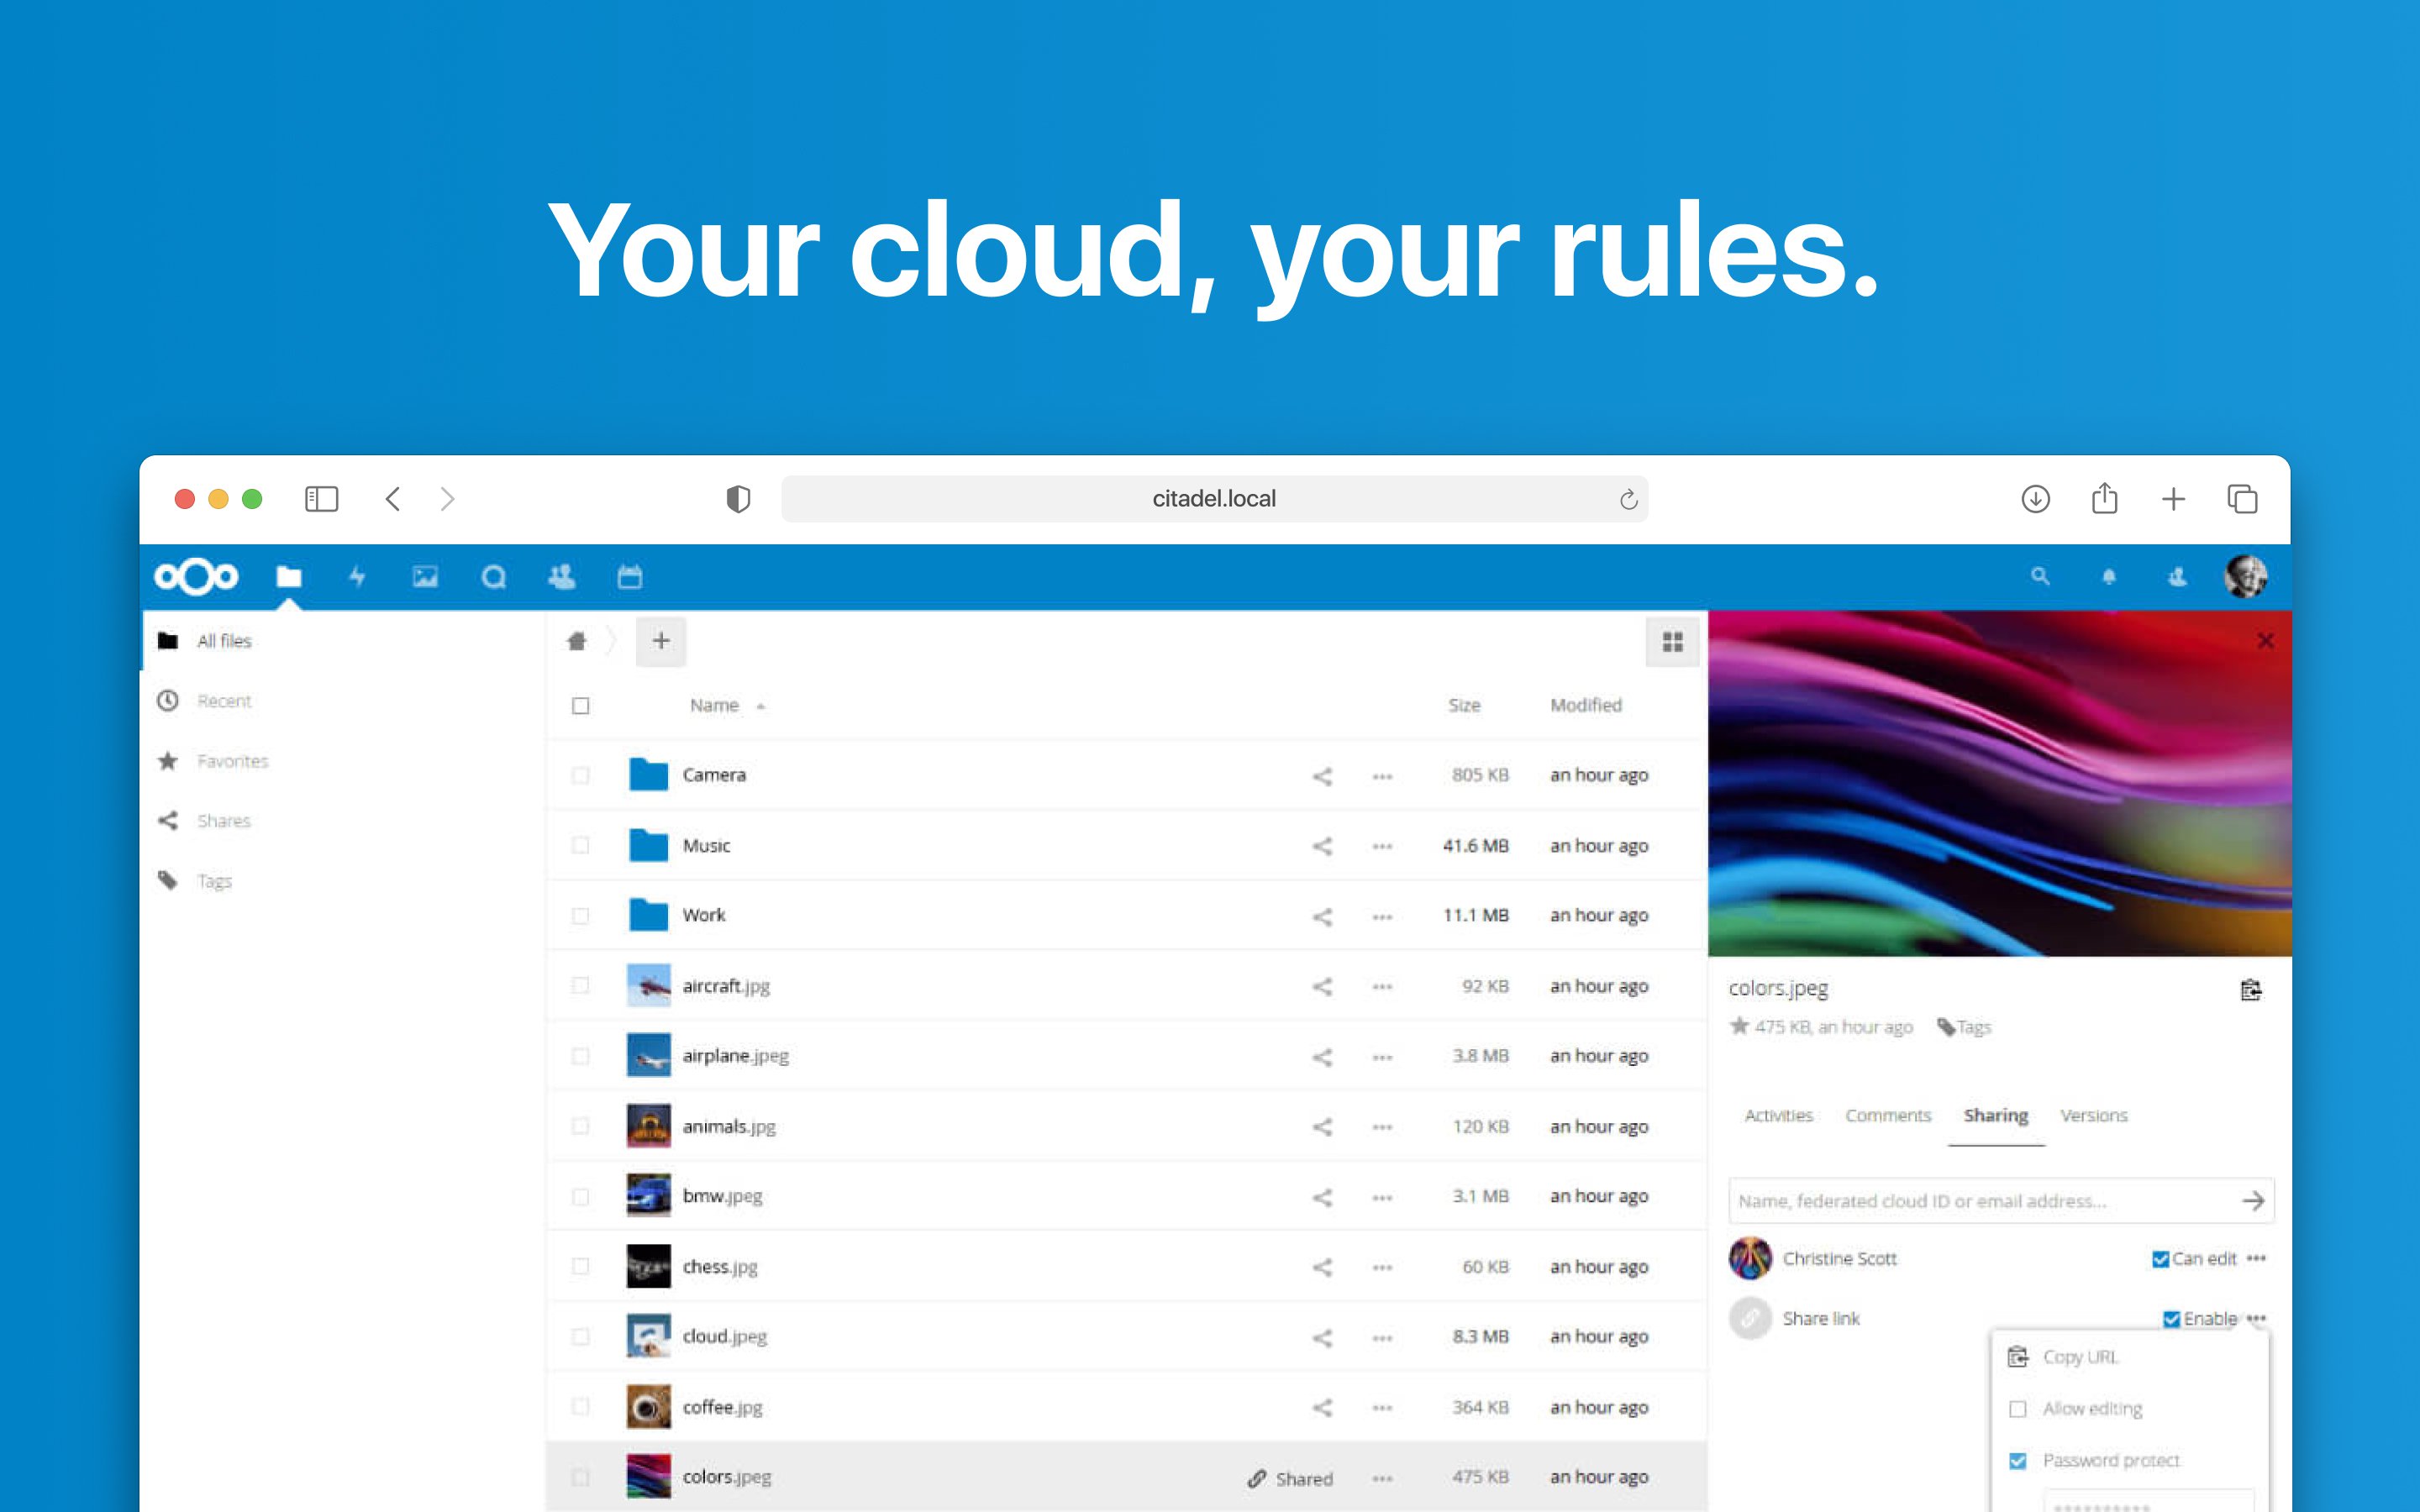 Your cloud, your rules.
citadel.local
All files
Recent
Favorites
Shares
Tags
Name Size Modified
Camera 805 KB an hour ago
Music 41.6 MB an hour ago
Work 11.1 MB an hour ago
aircraft.jpg 92 KB an hour ago
airplane.jpeg 3.8 MB an hour ago
animals.jpg 120 KB an hour ago
bmw.jpeg 3.1 MB an hour ago
chess.jpg 60 KB an hour ago
cloud.jpeg 8.3 MB an hour ago
coffee.jpg 364 KB an hour ago
colors.jpeg Shared 475 KB an hour ago
colors.jpeg
475 KB, an hour ago Tags
Activities Comments Sharing Versions
Name, federated cloud ID or email address...
Christine Scott Can edit
Share link Enable
Copy URL
Allow editing
Password protect